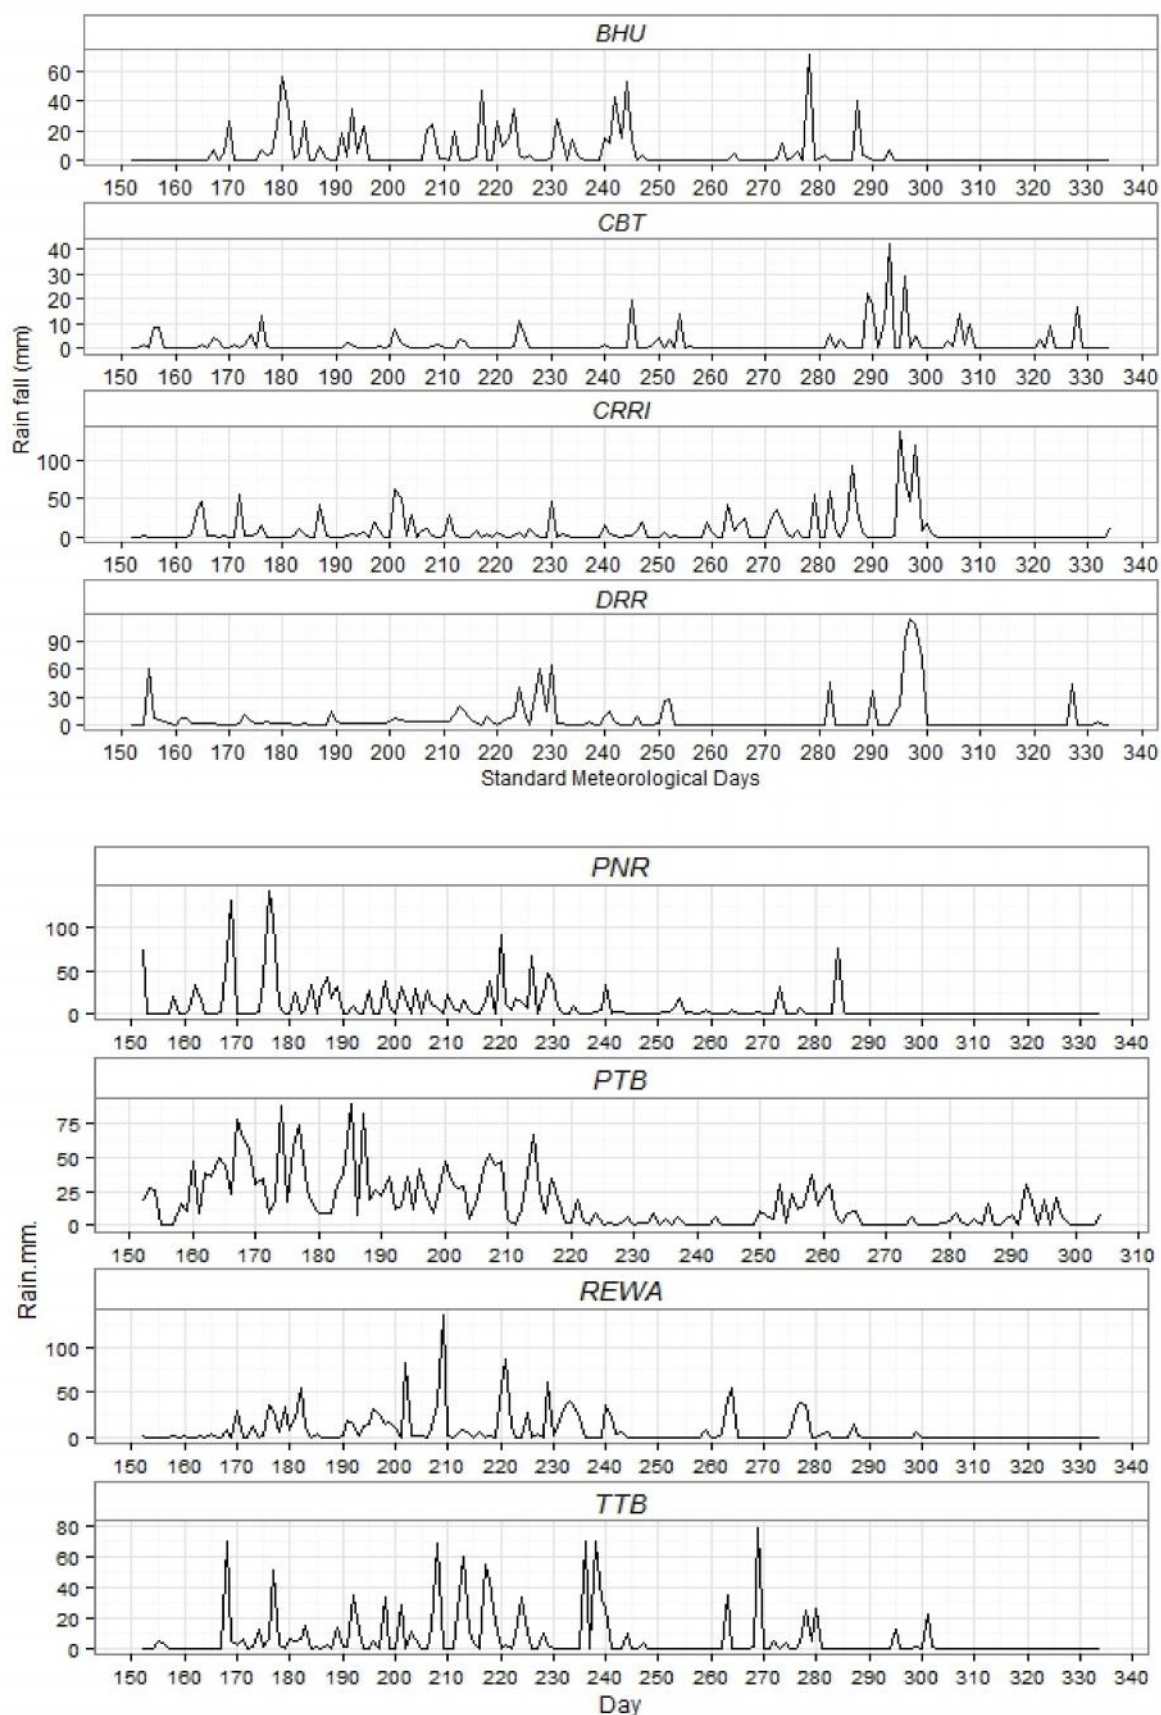 BHU
60
40
20
0
150 160 170 180 190 200 210 220 230 240 250 260 270 280 290 300 310 320 330 340
CBT
40
30
20
10
0
150 160 170 180 190 200 210 220 230 240 250 260 270 280 290 300 310 320 330 340
Rain fall (mm)
CRRI
100
50
0
150 160 170 180 190 200 210 220 230 240 250 260 270 280 290 300 310 320 330 340
DRR
90
60
30
0
150 160 170 180 190 200 210 220 230 240 250 260 270 280 290 300 310 320 330 340
Standard Meteorological Days
PNR
100
50
0
150 160 170 180 190 200 210 220 230 240 250 260 270 280 290 300 310 320 330 340
PTB
75
50
25
0
150 160 170 180 190 200 210 220 230 240 250 260 270 280 290 300 310
Rain.mm.
REWA
100
50
0
150 160 170 180 190 200 210 220 230 240 250 260 270 280 290 300 310 320 330 340
TTB
80
60
40
20
0
150 160 170 180 190 200 210 220 230 240 250 260 270 280 290 300 310 320 330 340
Day